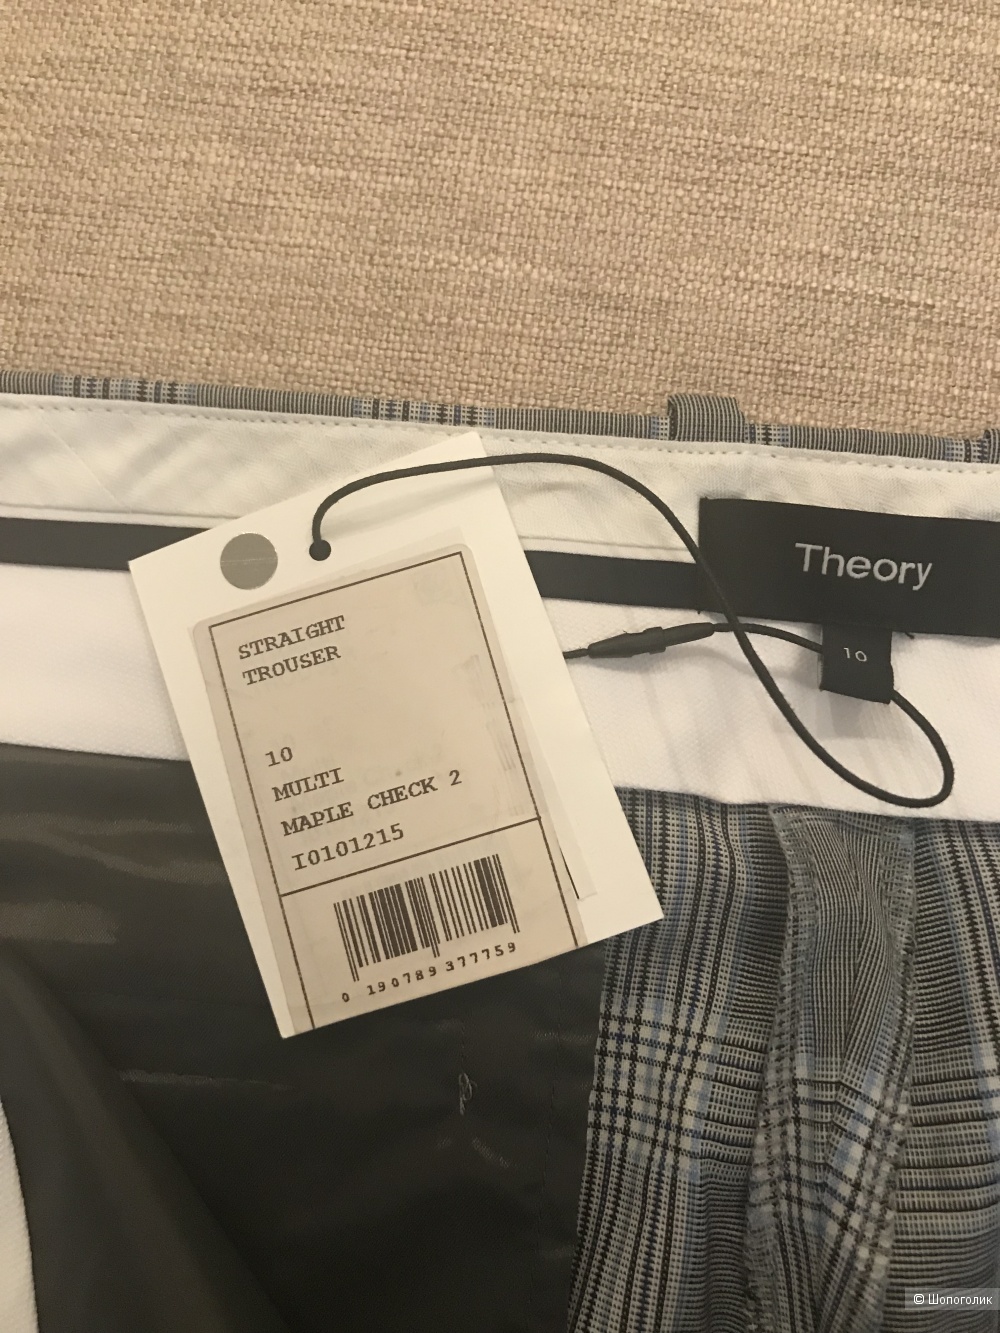 STRAIGHT
TROUSER
10
MULTI
MAPLE CHECK 2
I0101215
0 190789 377759
Theory
10
© Шопоголик